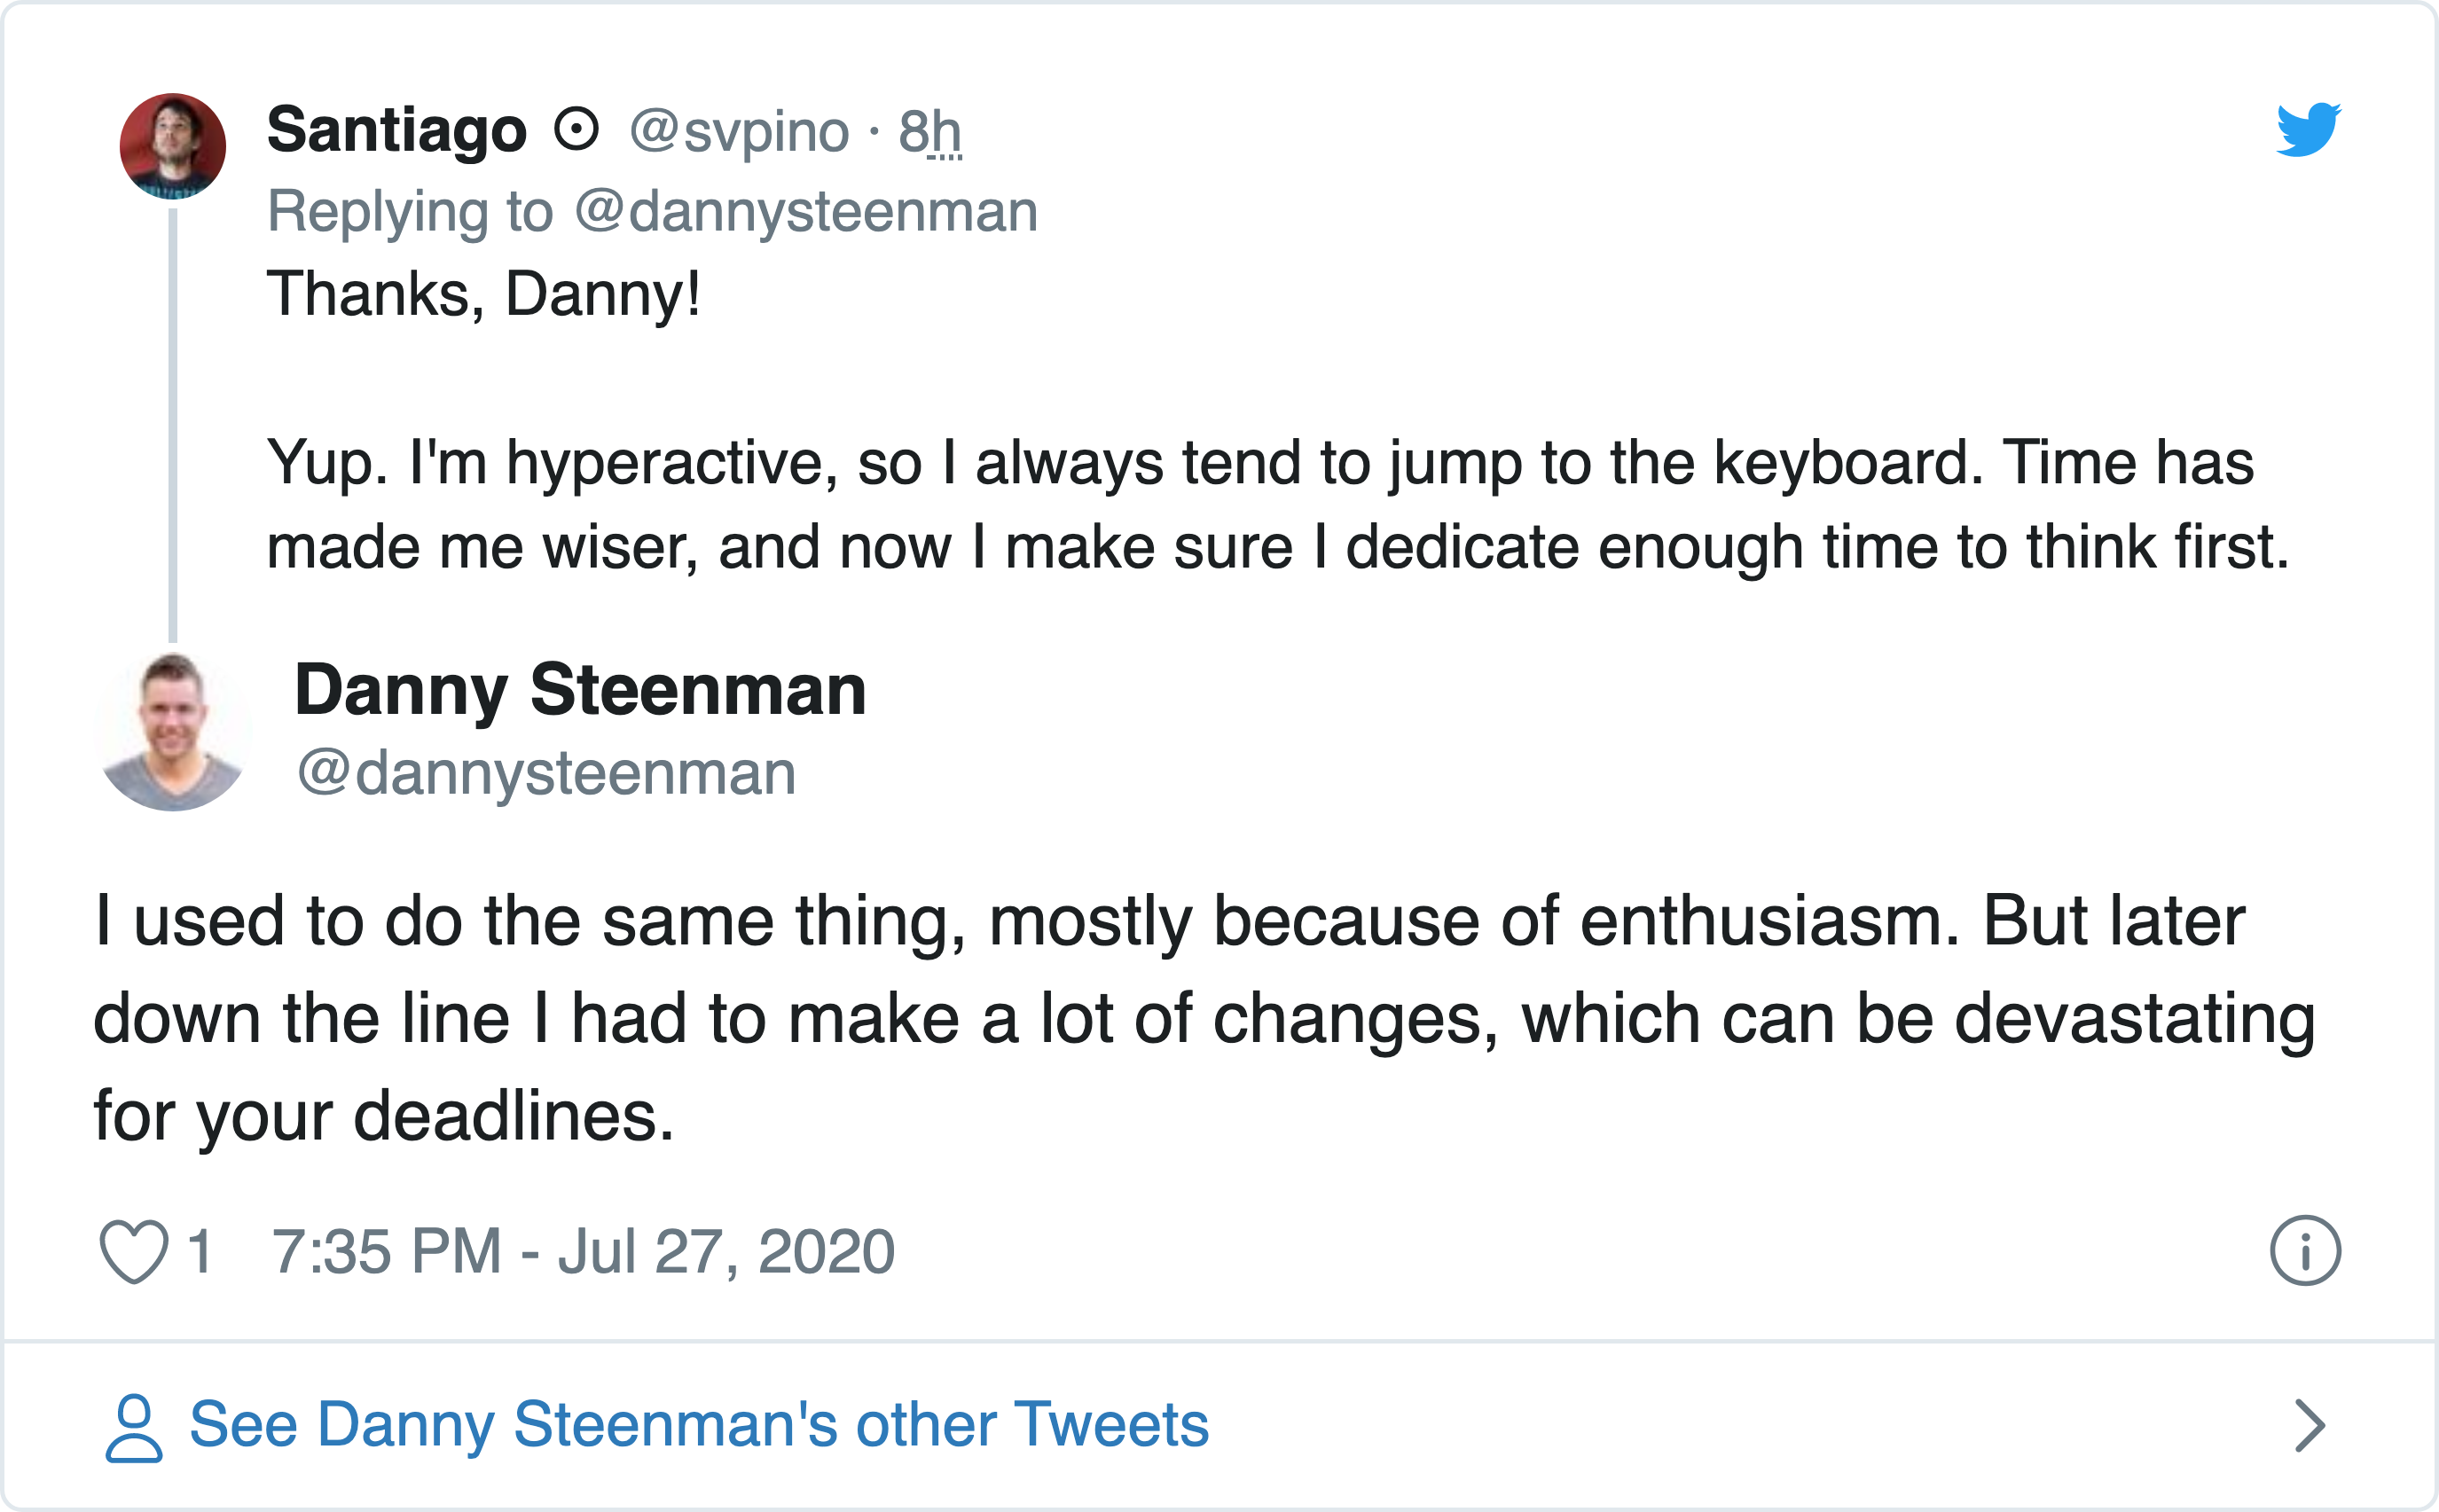 Santiago @svpino · 8h
Replying to @dannysteenman
Thanks, Danny!
Yup. I'm hyperactive, so I always tend to jump to the keyboard. Time has
made me wiser, and now I make sure I dedicate enough time to think first.
Danny Steenman
@dannysteenman
I used to do the same thing, mostly because of enthusiasm. But later
down the line I had to make a lot of changes, which can be devastating
for your deadlines.
1 7:35 PM - Jul 27, 2020
See Danny Steenman's other Tweets